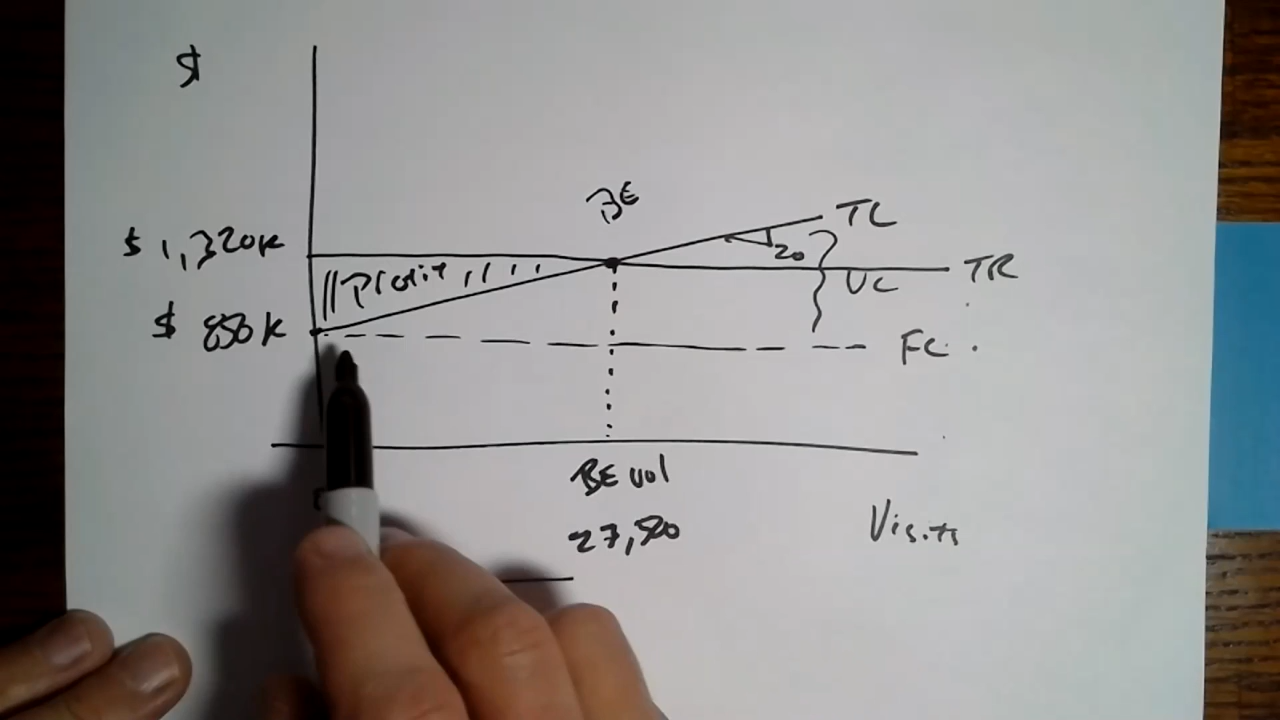 $
BE
TC
$ 1,320K
20
Profit
VC
TR
$ 850K
FC
BE vol
27,500
Visits